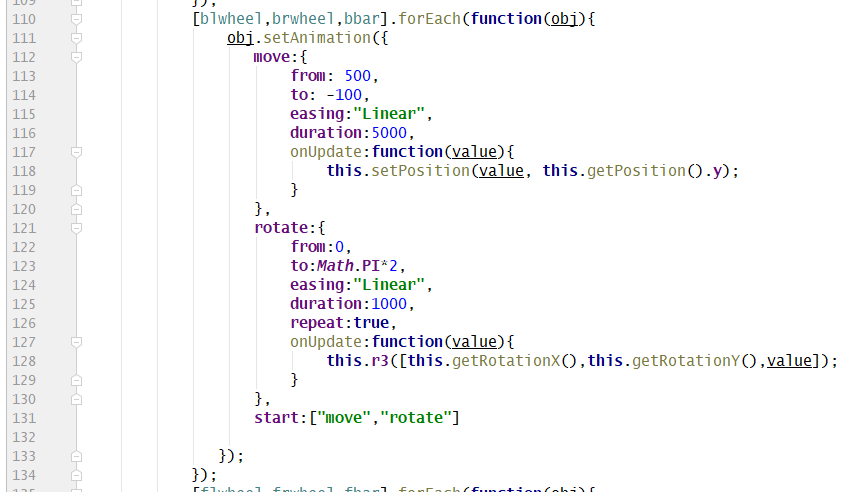 109 });
110 [blwheel,brwheel,bbar].forEach(function(obj){
111 obj.setAnimation({
112 move:{
113 from: 500,
114 to: -100,
115 easing:"Linear",
116 duration:5000,
117 onUpdate:function(value){
118 this.setPosition(value, this.getPosition().y);
119 }
120 },
121 rotate:{
122 from:0,
123 to:Math.PI*2,
124 easing:"Linear",
125 duration:1000,
126 repeat:true,
127 onUpdate:function(value){
128 this.r3([this.getRotationX(),this.getRotationY(),value]);
129 }
130 },
131 start:["move","rotate"]
132
133 });
134 });
135 [flwheel,frwheel,fbar].forEach(function(obj){